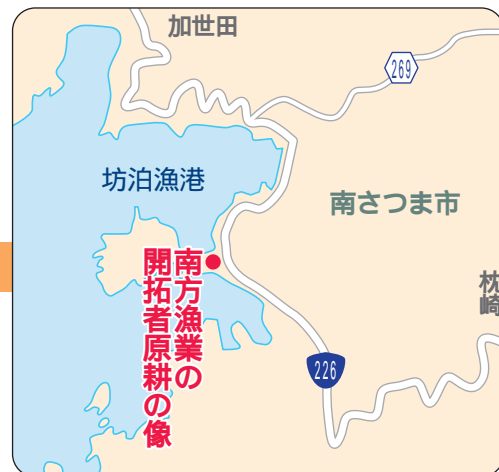 加世田
269
坊泊漁港
南さつま市
枕崎
南方漁業の
開拓者原耕の像
226